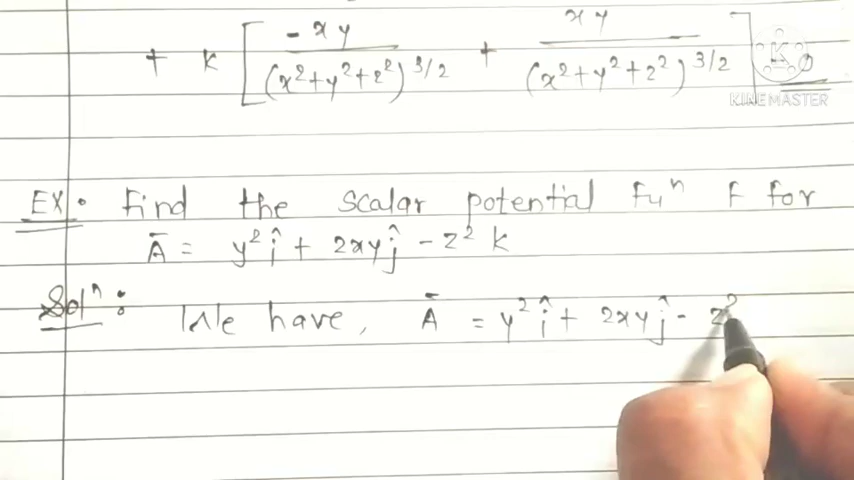 + k [ -xy / (x²+y²+z²)^3/2 + xy / (x²+y²+z²)^3/2 ]
KINEMASTER
EX. Find the scalar potential Fuⁿ F for
Ā = y² î + 2xy ĵ - z² k
Solⁿ: We have, Ā = y² î + 2xy ĵ - z²